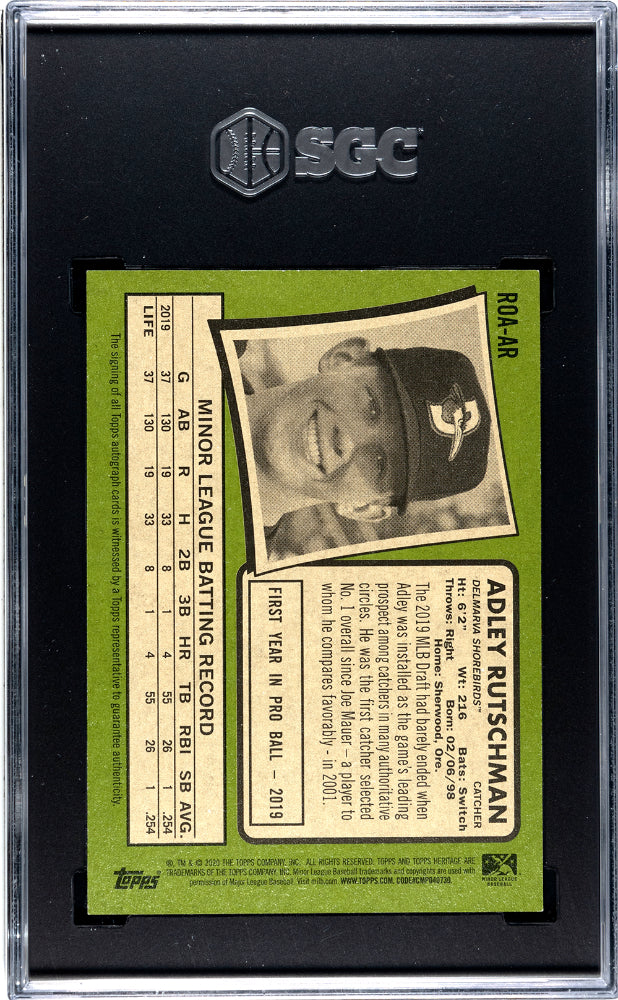 SGC
ROA-AR
ADLEY RUTSCHMAN
DELMARVA SHOREBIRDS™ CATCHER
Ht: 6'2" Wt: 216 Bats: Switch
Throws: Right Born: 02/06/98
Home: Sherwood, Ore.
The 2019 MLB Draft had barely ended when
Adley was installed as the game's leading
prospect among catchers in many authoritative
circles. He was the first catcher selected
No. 1 overall since Joe Mauer – a player to
whom he compares favorably - in 2001.
FIRST YEAR IN PRO BALL – 2019
MINOR LEAGUE BATTING RECORD
G AB R H 2B 3B HR TB RBI SB AVG.
2019 37 130 19 33 8 1 4 55 26 1 .254
LIFE 37 130 19 33 8 1 4 55 26 1 .254
The signing of all Topps autograph cards is witnessed by a Topps representative to guarantee authenticity.
MINOR LEAGUE
BASEBALL
®, TM & © 2020 THE TOPPS COMPANY, INC. ALL RIGHTS RESERVED. TOPPS AND TOPPS HERITAGE ARE
TRADEMARKS OF THE TOPPS COMPANY, INC. Minor League Baseball trademarks and copyrights are used with
permission of Major League Baseball. Visit milb.com. WWW.TOPPS.COM. CODE#CMP040739.
topps